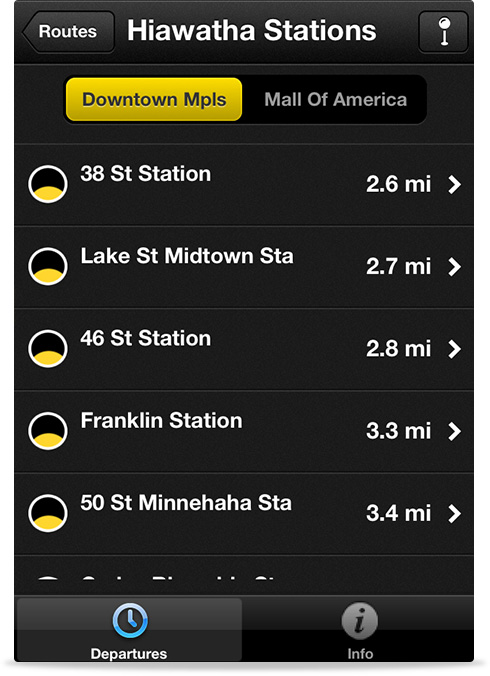 Routes
Hiawatha Stations
Downtown Mpls
Mall Of America
38 St Station
2.6 mi
Lake St Midtown Sta
2.7 mi
46 St Station
2.8 mi
Franklin Station
3.3 mi
50 St Minnehaha Sta
3.4 mi
Departures
i
Info